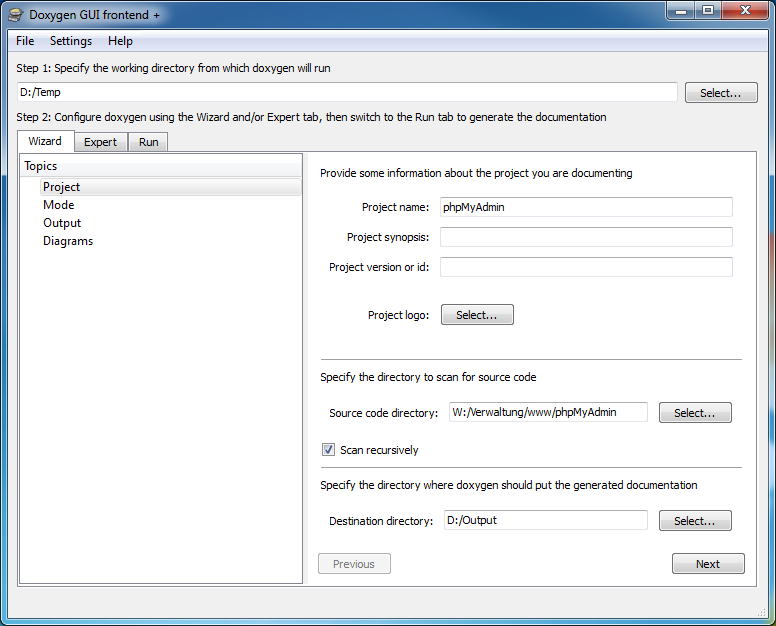 Doxygen GUI frontend +
File Settings Help
Step 1: Specify the working directory from which doxygen will run
D:/Temp
Select...
Step 2: Configure doxygen using the Wizard and/or Expert tab, then switch to the Run tab to generate the documentation
Wizard Expert Run
Topics
Project
Mode
Output
Diagrams
Provide some information about the project you are documenting
Project name: phpMyAdmin
Project synopsis:
Project version or id:
Project logo: Select...
Specify the directory to scan for source code
Source code directory: W:/Verwaltung/www/phpMyAdmin Select...
Scan recursively
Specify the directory where doxygen should put the generated documentation
Destination directory: D:/Output Select...
Previous Next